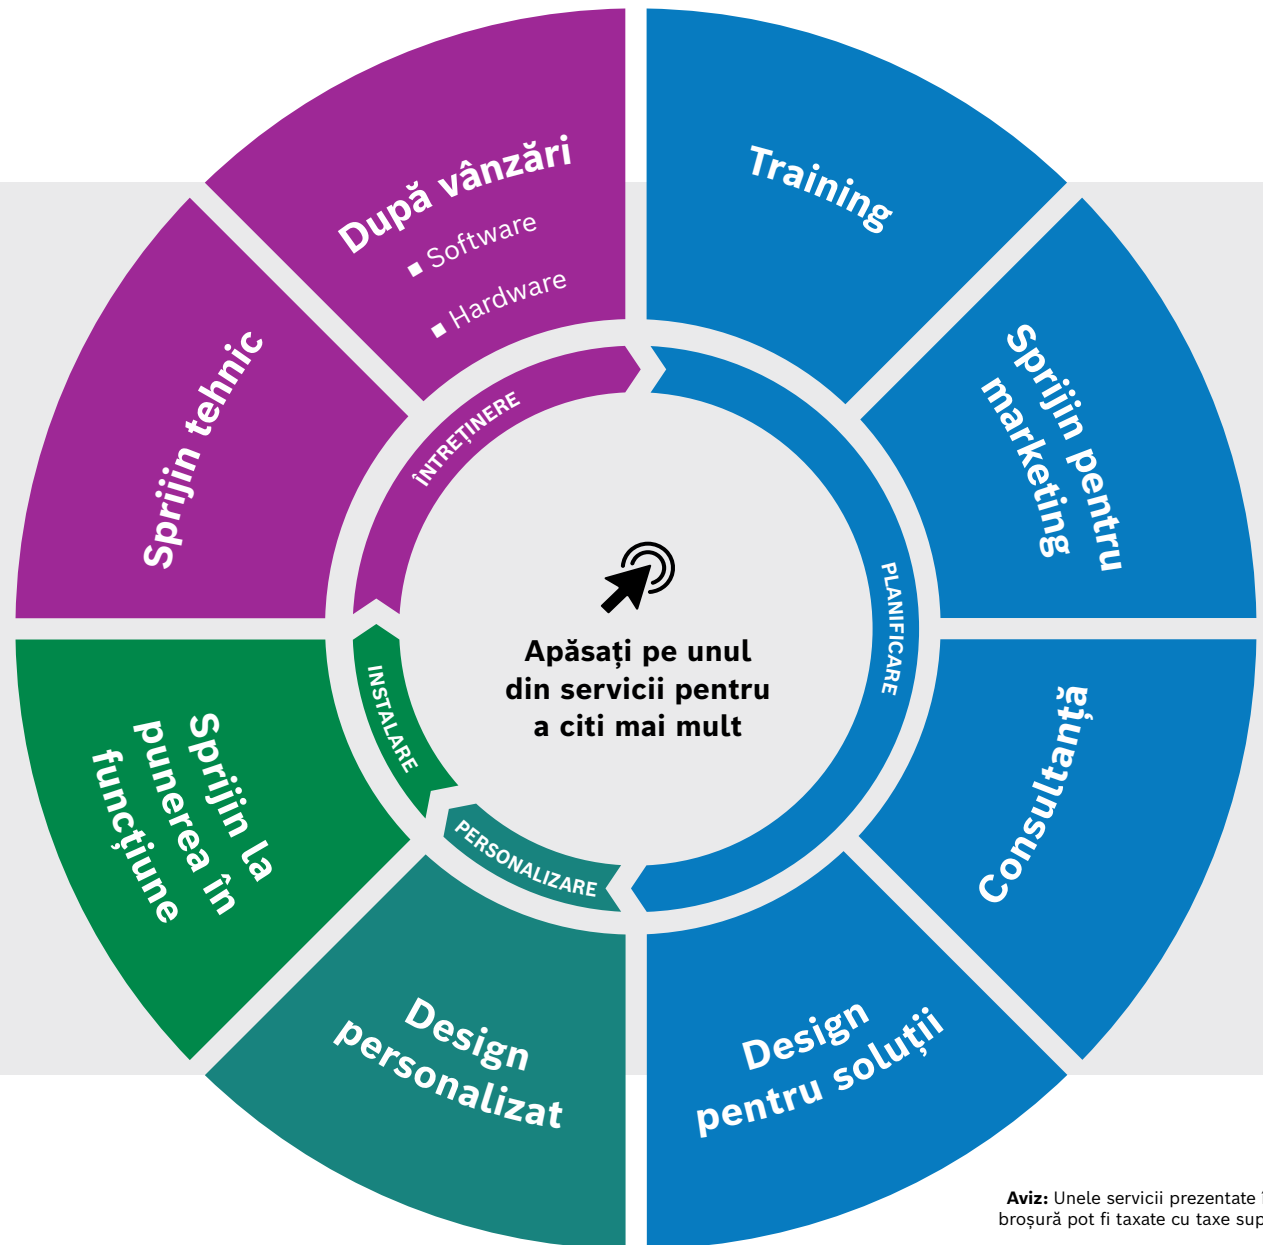 După vânzări
▪ Software
▪ Hardware
Training
Sprijin pentru
marketing
Consultanță
Design
pentru soluții
Design
personalizat
Sprijin la
punerea în
funcțiune
Sprijin tehnic
ÎNTREȚINERE
PLANIFICARE
PERSONALIZARE
INSTALARE
Apăsați pe unul
din servicii pentru
a citi mai mult
Aviz: Unele servicii prezentate
broșură pot fi taxate cu taxe